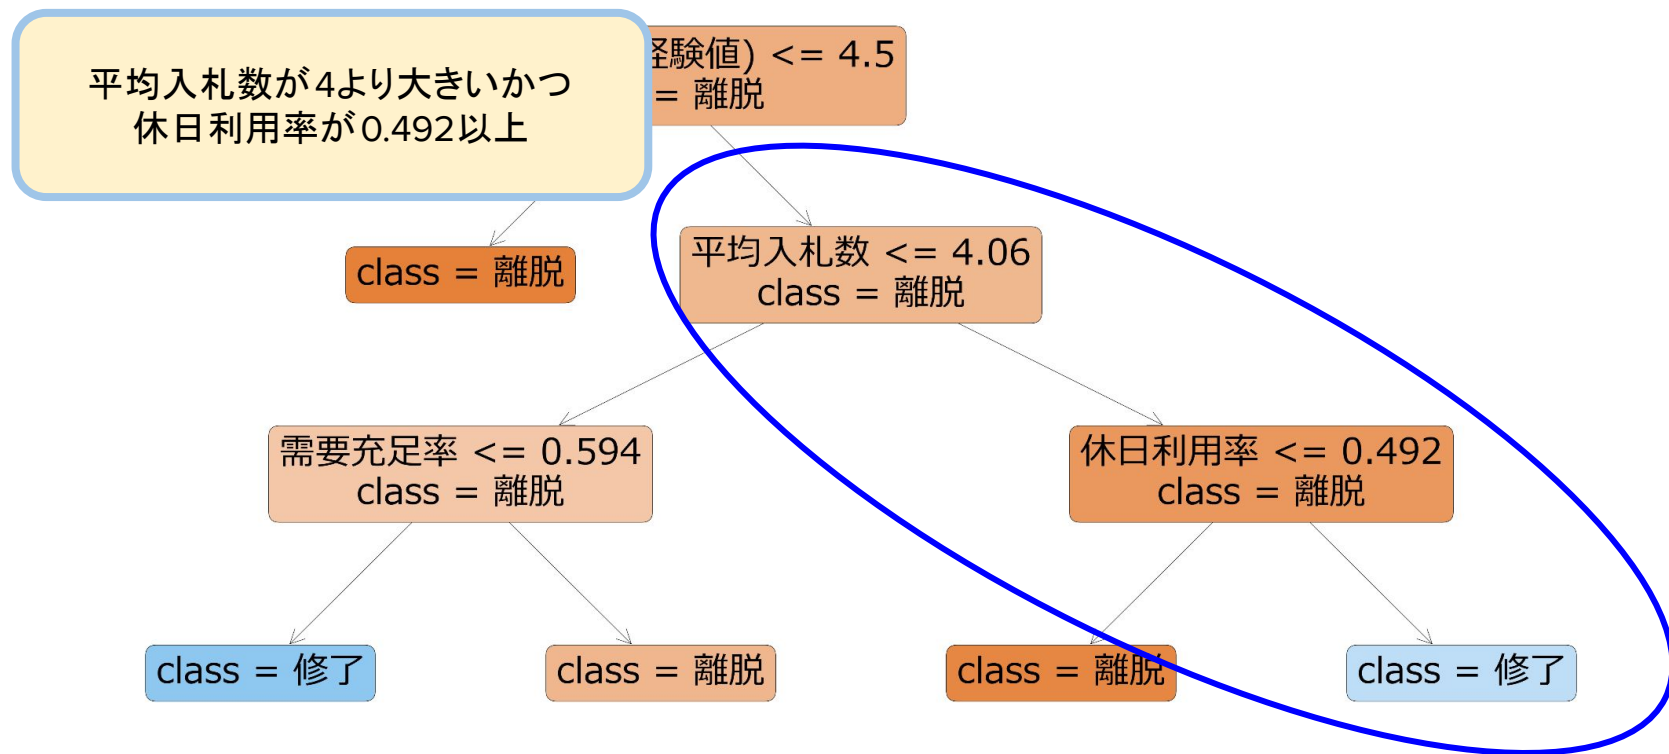 平均入札数が4より大きいかつ
休日利用率が0.492以上
験値) <= 4.5
= 離脱
class = 離脱
平均入札数 <= 4.06
class = 離脱
需要充足率 <= 0.594
class = 離脱
休日利用率 <= 0.492
class = 離脱
class = 修了
class = 離脱
class = 離脱
class = 修了